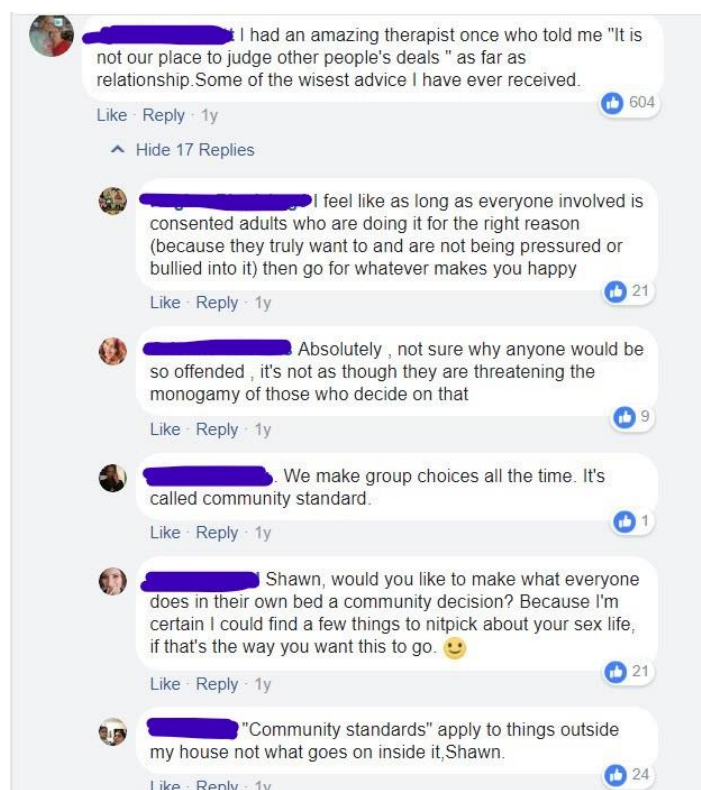 I had an amazing therapist once who told me "It is
not our place to judge other people's deals " as far as
relationship.Some of the wisest advice I have ever received.
604
Like · Reply · 1y
Hide 17 Replies
I feel like as long as everyone involved is
consented adults who are doing it for the right reason
(because they truly want to and are not being pressured or
bullied into it) then go for whatever makes you happy
21
Like · Reply · 1y
Absolutely , not sure why anyone would be
so offended , it's not as though they are threatening the
monogamy of those who decide on that
9
Like · Reply · 1y
. We make group choices all the time. It's
called community standard.
1
Like · Reply · 1y
Shawn, would you like to make what everyone
does in their own bed a community decision? Because I'm
certain I could find a few things to nitpick about your sex life,
if that's the way you want this to go.
21
Like · Reply · 1y
"Community standards" apply to things outside
my house not what goes on inside it,Shawn.
24
Like · Reply · 1y